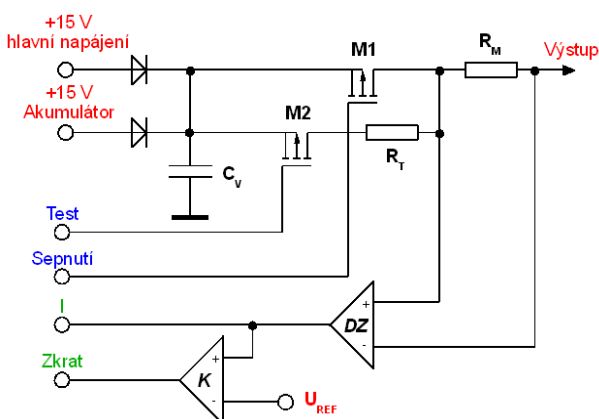 +15 V
hlavní napájení
M1
R_M
Výstup
+15 V
Akumulátor
M2
R_T
C_V
Test
Sepnutí
I
+
DZ
-
Zkrat
+
K
-
U_REF